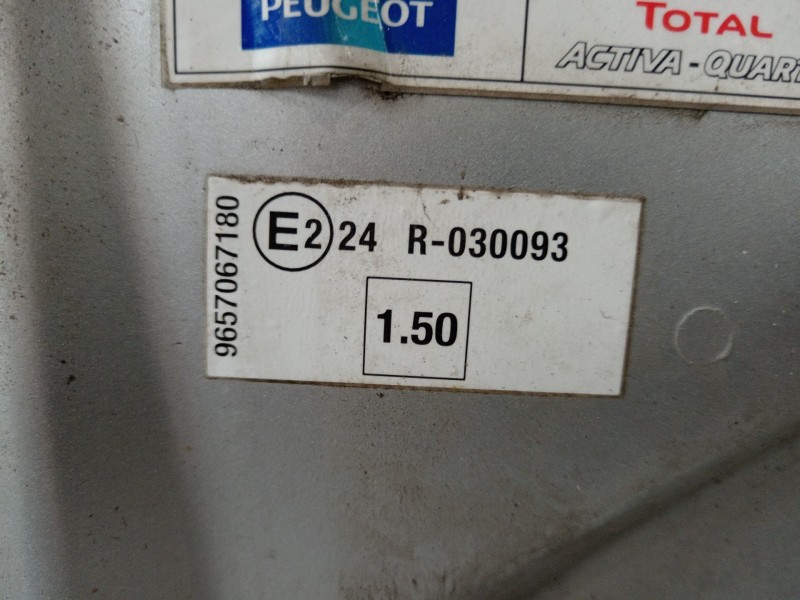 PEUGEOT
TOTAL
ACTIVA - QUART
9657067180
E2 24 R-030093
1.50